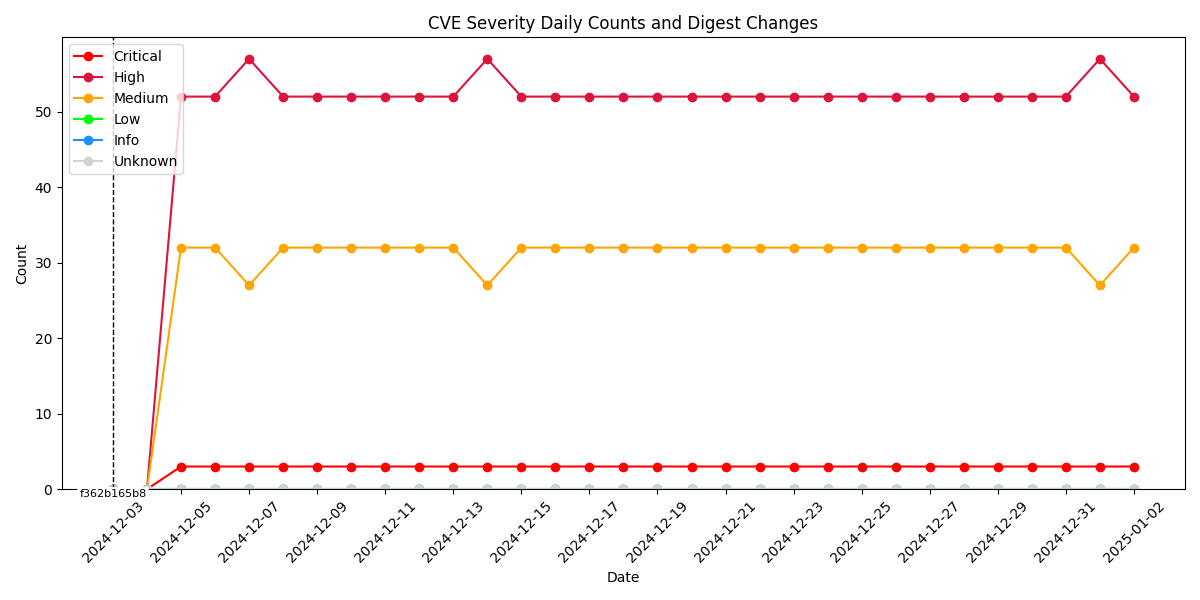 CVE Severity Daily Counts and Digest Changes
Critical
High
Medium
Low
Info
Unknown
Count
50
40
30
20
10
0
f362b165b8
2024-12-03
2024-12-05
2024-12-07
2024-12-09
2024-12-11
2024-12-13
2024-12-15
2024-12-17
2024-12-19
2024-12-21
2024-12-23
2024-12-25
2024-12-27
2024-12-29
2024-12-31
2025-01-02
Date